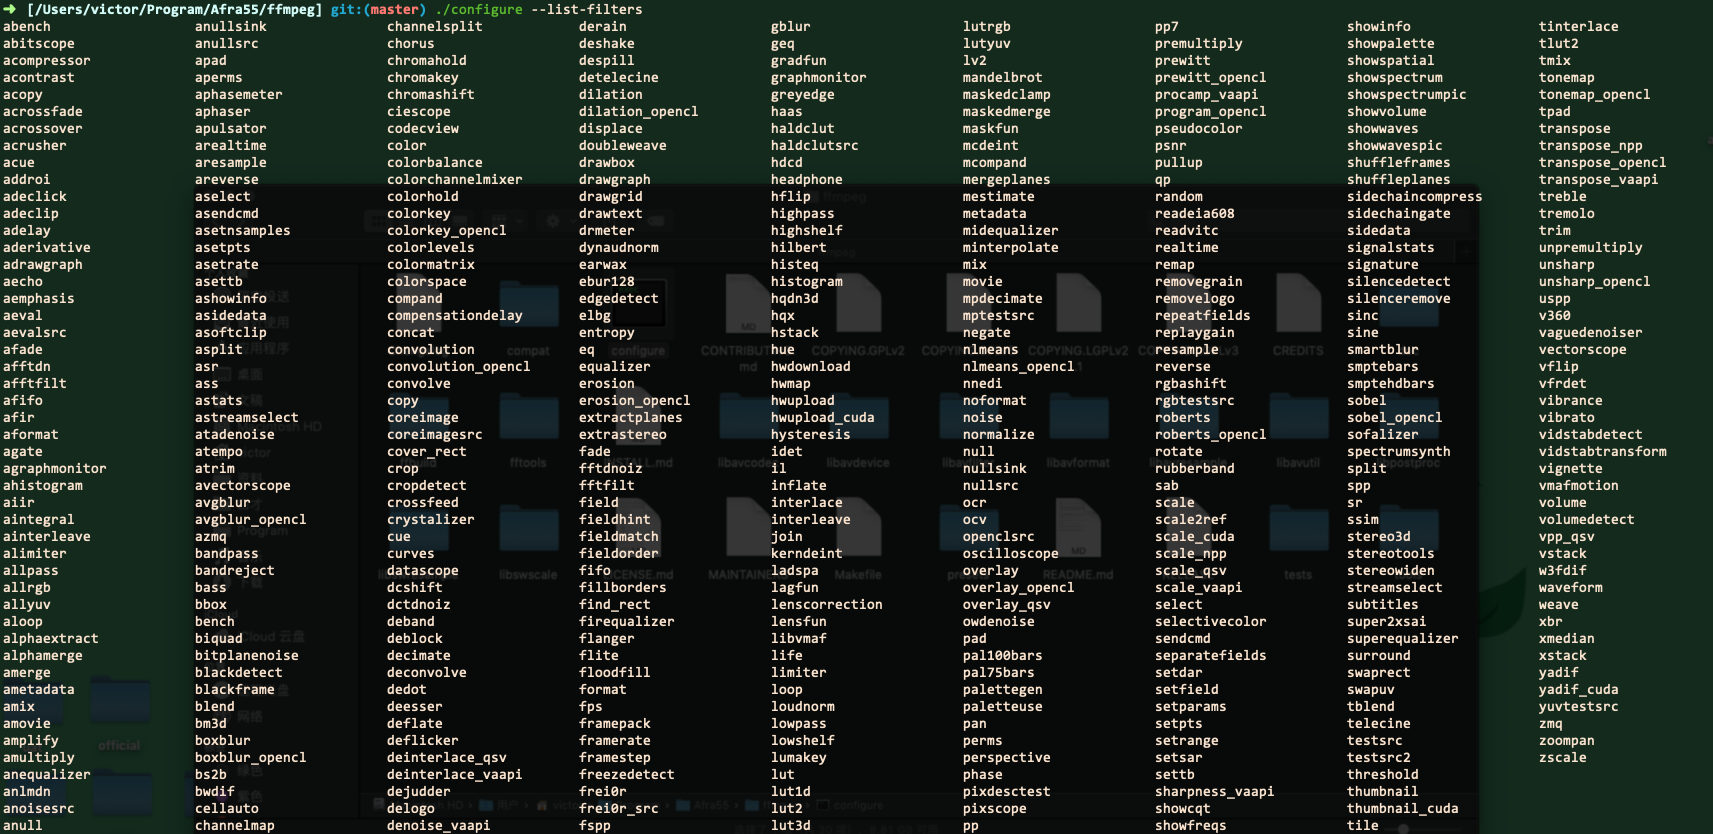 ➜ [/Users/victor/Program/Afra55/ffmpeg] git:(master) ./configure --list-filters
abench anullsink channelsplit derain gblur lutrgb pp7 showinfo tinterlace
abitscope anullsrc chorus deshake geq lutyuv premultiply showpalette tlut2
acompressor apad chromahold despill gradfun lv2 prewitt showspatial tmix
acontrast aperms chromakey detelecine graphmonitor mandelbrot prewitt_opencl showspectrum tonemap
acopy aphasemeter chromashift dilation greyedge maskedclamp procamp_vaapi showspectrumpic tonemap_opencl
acrossfade aphaser ciescope dilation_opencl haas maskedmerge program_opencl showvolume tpad
acrossover apulsator codecview displace haldclut maskfun pseudocolor showwaves transpose
acrusher arealtime color doubleweave haldclutsrc mcdeint psnr showwavespic transpose_npp
acue aresample colorbalance drawbox hdcd mcompand pullup shuffleframes transpose_opencl
addroi areverse colorchannelmixer drawgraph headphone mergeplanes qp shuffleplanes transpose_vaapi
adeclick aselect colorhold drawgrid hflip mestimate random sidechaincompress treble
adeclip asendcmd colorkey drawtext highpass metadata readeia608 sidechaingate tremolo
adelay asetnsamples colorkey_opencl drmeter highshelf midequalizer readvitc sidedata trim
aderivative asetpts colorlevels dynaudnorm hilbert minterpolate realtime signalstats unpremultiply
adrawgraph asetrate colormatrix earwax histeq mix remap signature unsharp
aecho asettb colorspace ebur128 histogram movie removegrain silencedetect unsharp_opencl
aemphasis ashowinfo compand edgedetect hqdn3d mpdecimate removelogo silenceremove uspp
aeval asidedata compensationdelay elbg hqx mptestsrc repeatfields sinc v360
aevalsrc asoftclip concat entropy hstack negate replaygain sine vaguedenoiser
afade asplit convolution eq hue nlmeans resample smartblur vectorscope
afftdn asr convolution_opencl equalizer hwdownload nlmeans_opencl reverse smptebars vflip
afftfilt ass convolve erosion hwmap nnedi rgbashift smptehdbars vfrdet
afifo astats copy erosion_opencl hwupload noformat rgbtestsrc sobel vibrance
afir astreamselect coreimage extractplanes hwupload_cuda noise roberts sobel_opencl vibrato
aformat atadenoise coreimagesrc extrastereo hysteresis normalize roberts_opencl sofalizer vidstabdetect
agate atempo cover_rect fade idet null rotate spectrumsynth vidstabtransform
agraphmonitor atrim crop fftdnoiz il nullsink rubberband split vignette
ahistogram avectorscope cropdetect fftfilt inflate nullsrc sab spp vmafmotion
aiir avgblur crossfeed field interlace ocr scale sr volume
aintegral avgblur_opencl crystalizer fieldhint interleave ocv scale2ref ssim volumedetect
ainterleave azmq cue fieldmatch join openclsrc scale_cuda stereo3d vpp_qsv
alimiter bandpass curves fieldorder kerndeint oscilloscope scale_npp stereotools vstack
allpass bandreject datascope fifo ladspa overlay scale_qsv stereowiden w3fdif
allrgb bass dcshift fillborders lagfun overlay_opencl scale_vaapi streamselect waveform
allyuv bbox dctdnoiz find_rect lenscorrection overlay_qsv select subtitles weave
aloop bench deband firequalizer lensfun owdenoise selectivecolor super2xsai xbr
alphaextract biquad deblock flanger libvmaf pad sendcmd superequalizer xmedian
alphamerge bitplanenoise decimate flite life pal100bars separatefields surround xstack
amerge blackdetect deconvolve floodfill limiter pal75bars setdar swaprect yadif
ametadata blackframe dedot format loop palettegen setfield swapuv yadif_cuda
amix blend deesser fps loudnorm paletteuse setparams tblend yuvtestsrc
amovie bm3d deflate framepack lowpass pan setpts telecine zmq
amplify boxblur deflicker framerate lowshelf perms setrange testsrc zoompan
amultiply boxblur_opencl deinterlace_qsv framestep lumakey perspective setsar testsrc2 zscale
anequalizer bs2b deinterlace_vaapi freezedetect lut phase settb threshold
anlmdn bwdif dejudder frei0r lut1d pixdesctest sharpness_vaapi thumbnail
anoisesrc cellauto delogo frei0r_src lut2 pixscope showcqt thumbnail_cuda
anull channelmap denoise_vaapi fspp lut3d pp showfreqs tile